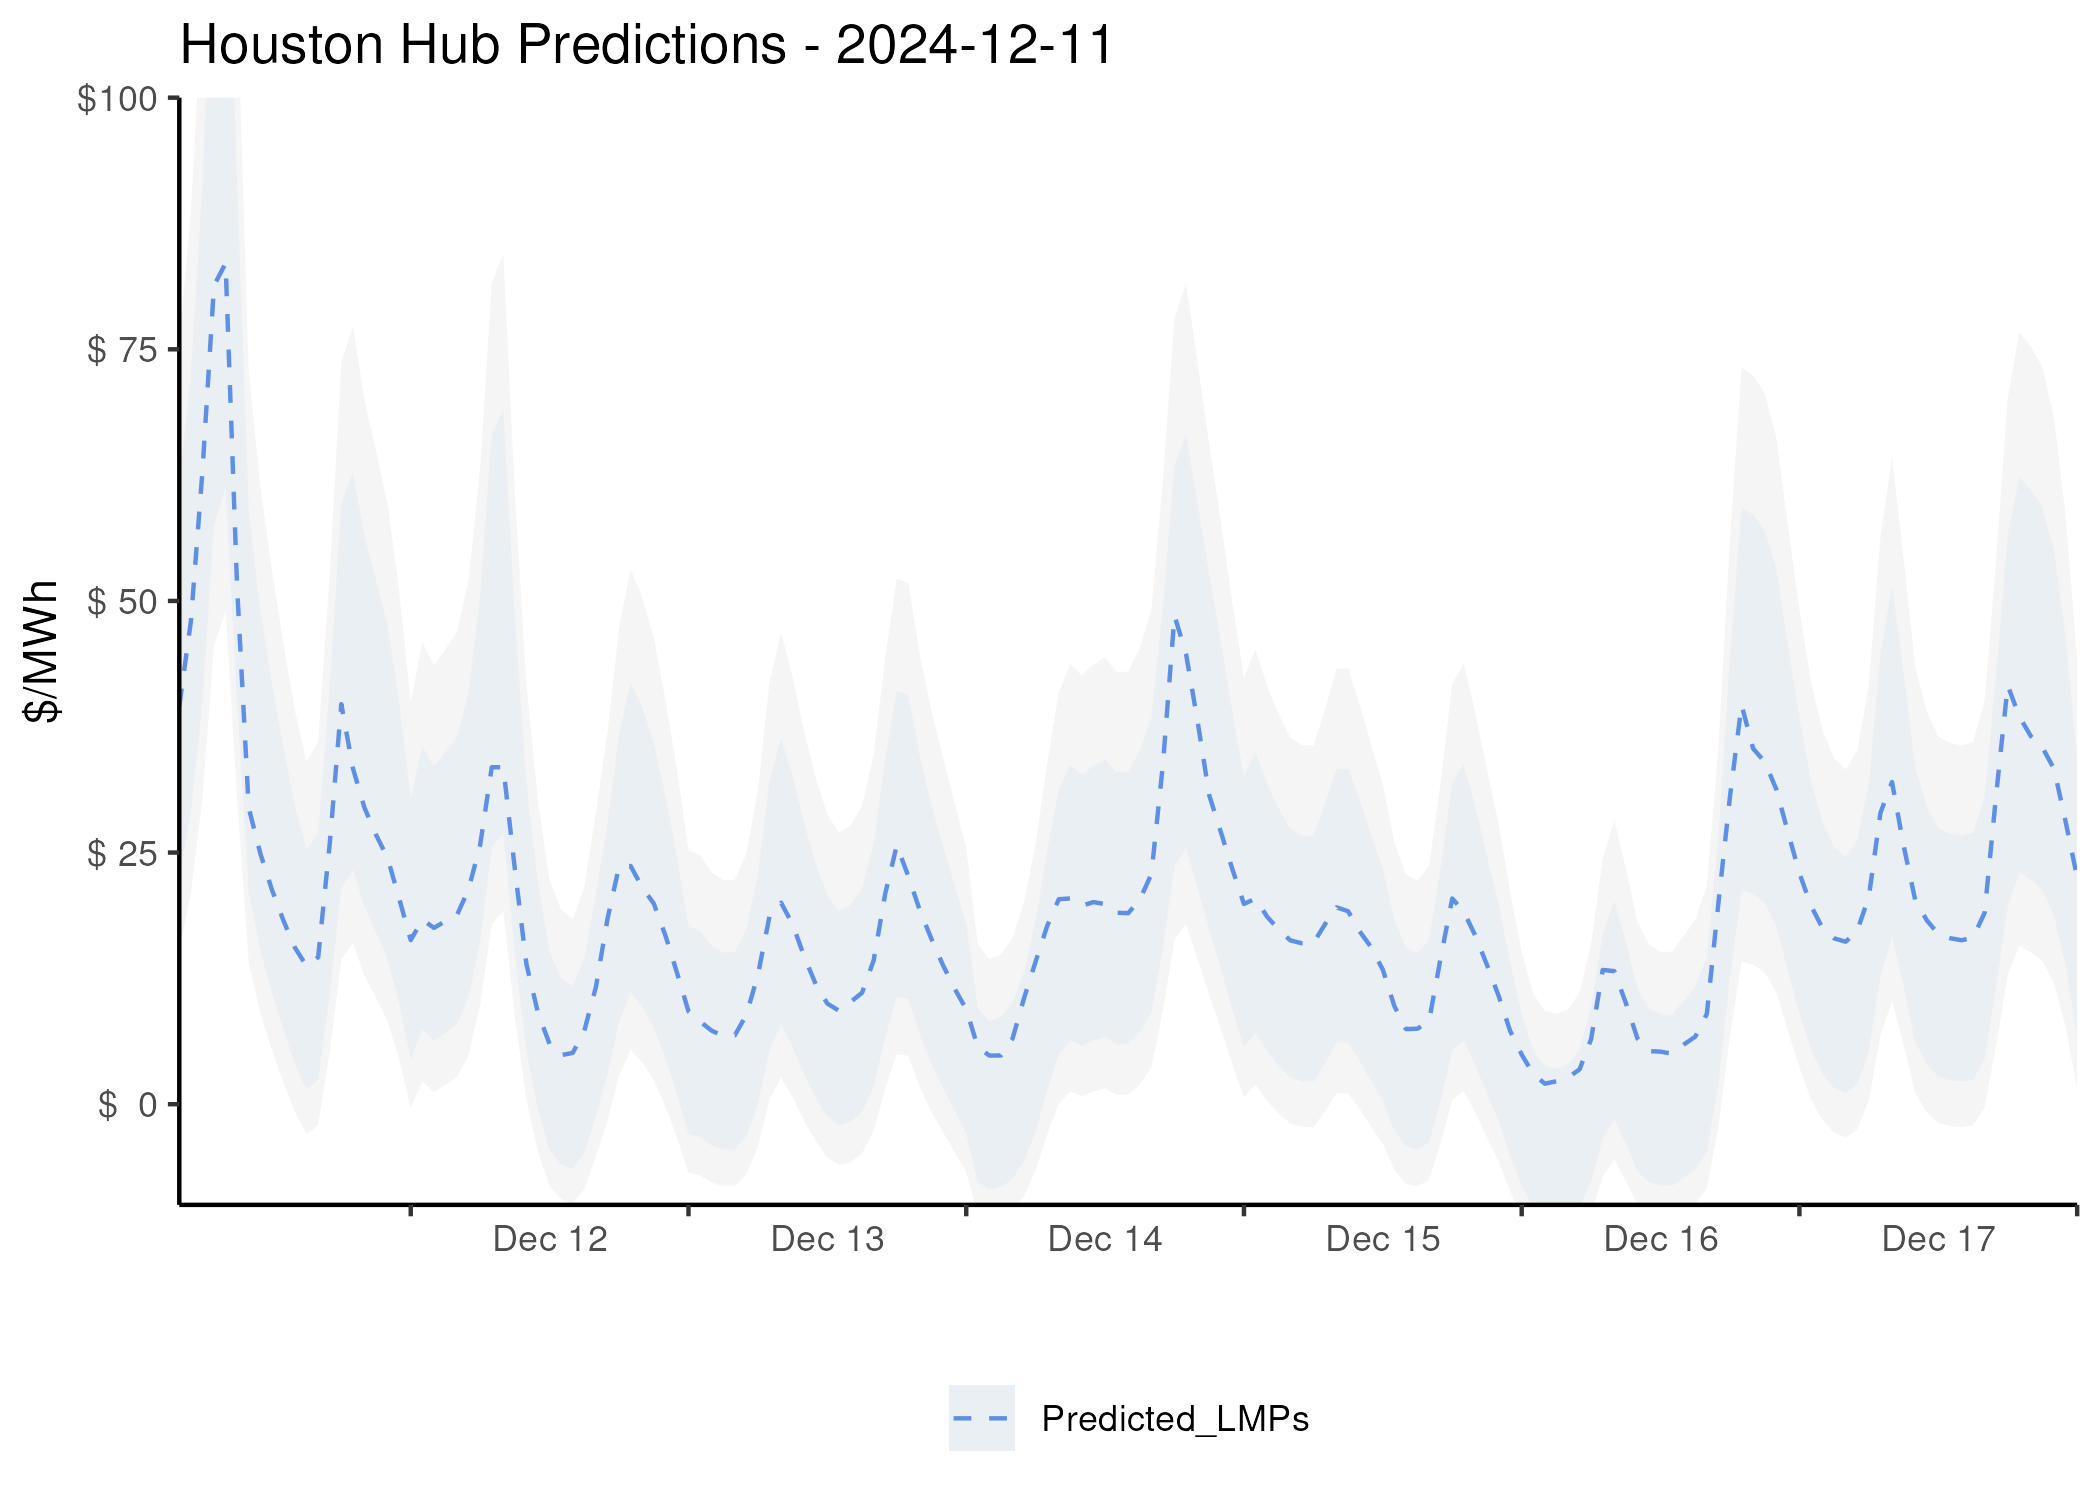 Houston Hub Predictions - 2024-12-11
$100
$ 75
$ 50
$ 25
$ 0
$/MWh
Dec 12 Dec 13 Dec 14 Dec 15 Dec 16 Dec 17
Predicted_LMPs